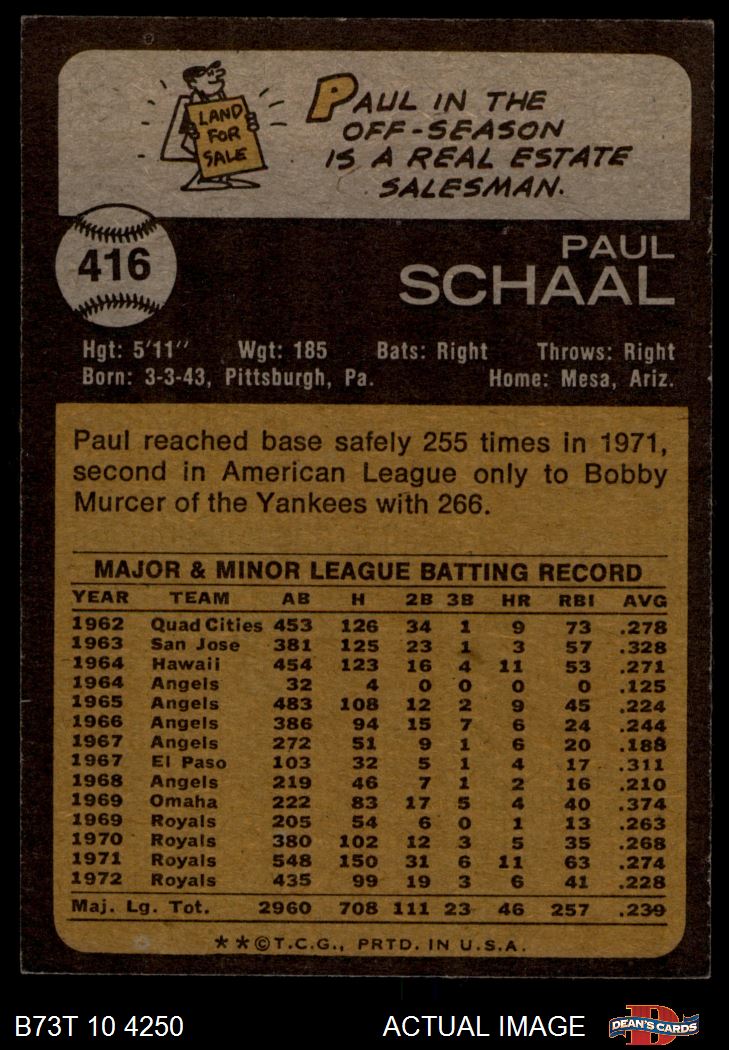 LAND
FOR
SALE
PAUL IN THE
OFF-SEASON
IS A REAL ESTATE
SALESMAN.
416
PAUL
SCHAAL
Hgt: 5'11" Wgt: 185 Bats: Right Throws: Right
Born: 3-3-43, Pittsburgh, Pa. Home: Mesa, Ariz.
Paul reached base safely 255 times in 1971,
second in American League only to Bobby
Murcer of the Yankees with 266.
MAJOR & MINOR LEAGUE BATTING RECORD
YEAR TEAM AB H 2B 3B HR RBI AVG
1962 Quad Cities 453 126 34 1 9 73 .278
1963 San Jose 381 125 23 1 3 57 .328
1964 Hawaii 454 123 16 4 11 53 .271
1964 Angels 32 4 0 0 0 0 .125
1965 Angels 483 108 12 2 9 45 .224
1966 Angels 386 94 15 7 6 24 .244
1967 Angels 272 51 9 1 6 20 .188
1967 El Paso 103 32 5 1 4 17 .311
1968 Angels 219 46 7 1 2 16 .210
1969 Omaha 222 83 17 5 4 40 .374
1969 Royals 205 54 6 0 1 13 .263
1970 Royals 380 102 12 3 5 35 .268
1971 Royals 548 150 31 6 11 63 .274
1972 Royals 435 99 19 3 6 41 .228
Maj. Lg. Tot. 2960 708 111 23 46 257 .239
**©T.C.G., PRTD. IN U.S.A.
B73T 10 4250 ACTUAL IMAGE D DEAN'S CARDS